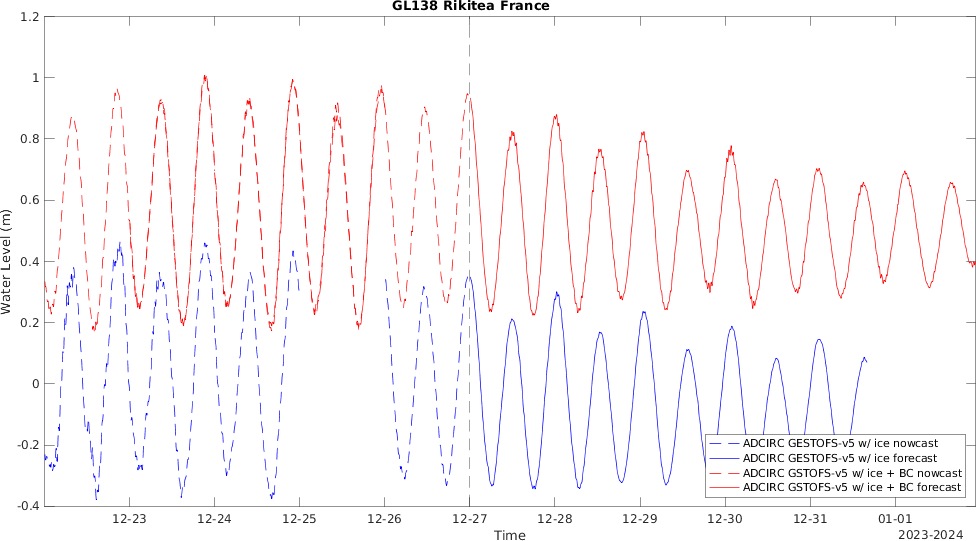 GL138 Rikitea France
1.2
1
0.8
0.6
0.4
0.2
0
-0.2
-0.4
Water Level (m)
12-23 12-24 12-25 12-26 12-27 12-28 12-29 12-30 12-31 01-01
Time
2023-2024
ADCIRC GESTOFS-v5 w/ ice nowcast
ADCIRC GESTOFS-v5 w/ ice forecast
ADCIRC GSTOFS-v5 w/ ice + BC nowcast
ADCIRC GSTOFS-v5 w/ ice + BC forecast